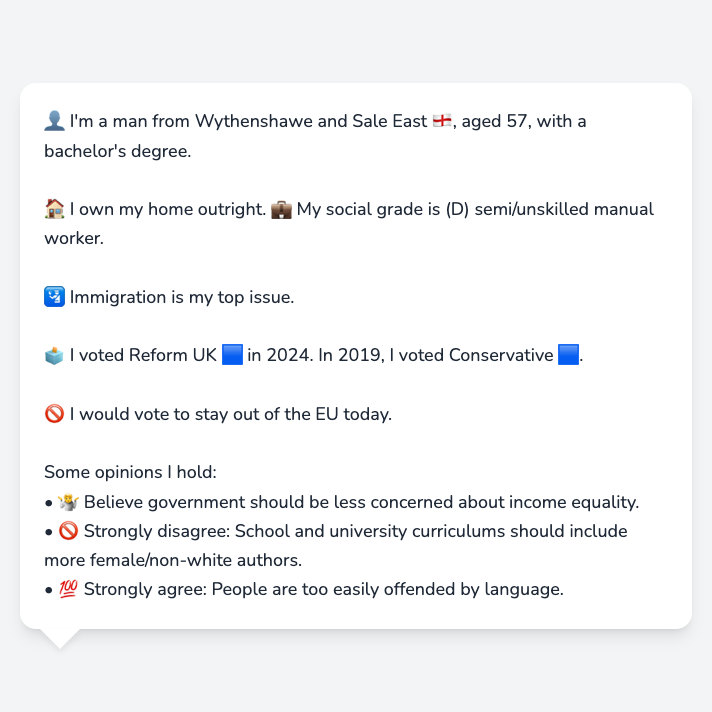 👤 I'm a man from Wythenshawe and Sale East 🏴󠁧󠁢󠁥󠁮󠁧󠁿, aged 57, with a
bachelor's degree.
🏠 I own my home outright. 💼 My social grade is (D) semi/unskilled manual
worker.
🛂 Immigration is my top issue.
🗳️ I voted Reform UK 🟦 in 2024. In 2019, I voted Conservative 🟦.
🚫 I would vote to stay out of the EU today.
Some opinions I hold:
• 🤷 Believe government should be less concerned about income equality.
• 🚫 Strongly disagree: School and university curriculums should include
more female/non-white authors.
• 💯 Strongly agree: People are too easily offended by language.